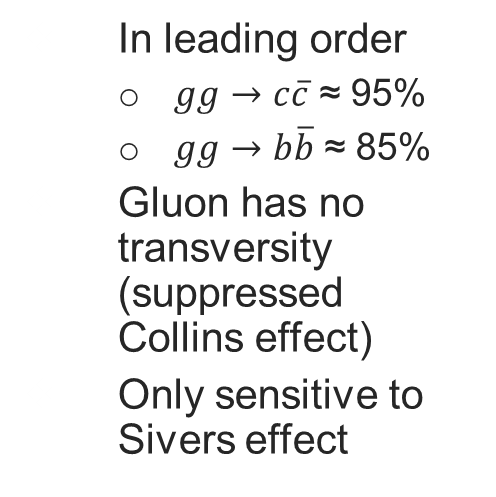 In leading order
○ gg → cc̄ ≈ 95%
○ gg → bb̄ ≈ 85%
Gluon has no
transversity
(suppressed
Collins effect)
Only sensitive to
Sivers effect